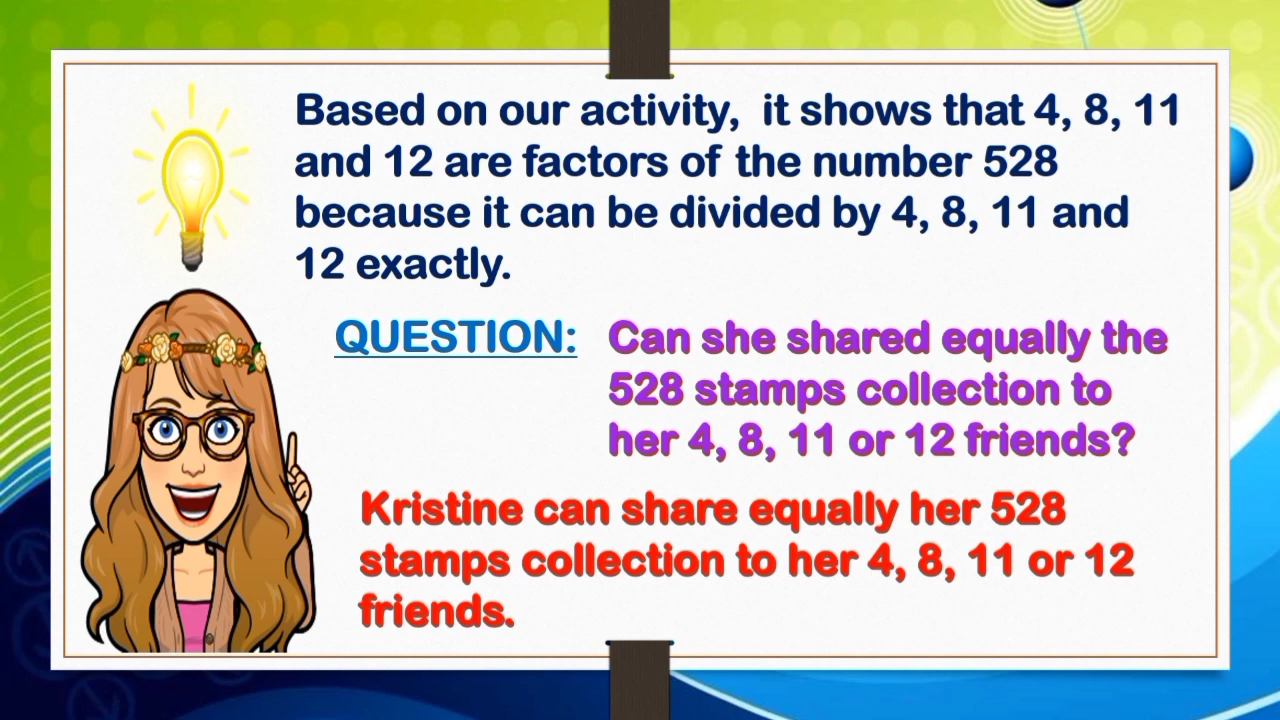 Based on our activity,  it shows that 4, 8, 11
and 12 are factors of the number 528
because it can be divided by 4, 8, 11 and
12 exactly.
QUESTION: Can she shared equally the
528 stamps collection to
her 4, 8, 11 or 12 friends?
Kristine can share equally her 528
stamps collection to her 4, 8, 11 or 12
friends.